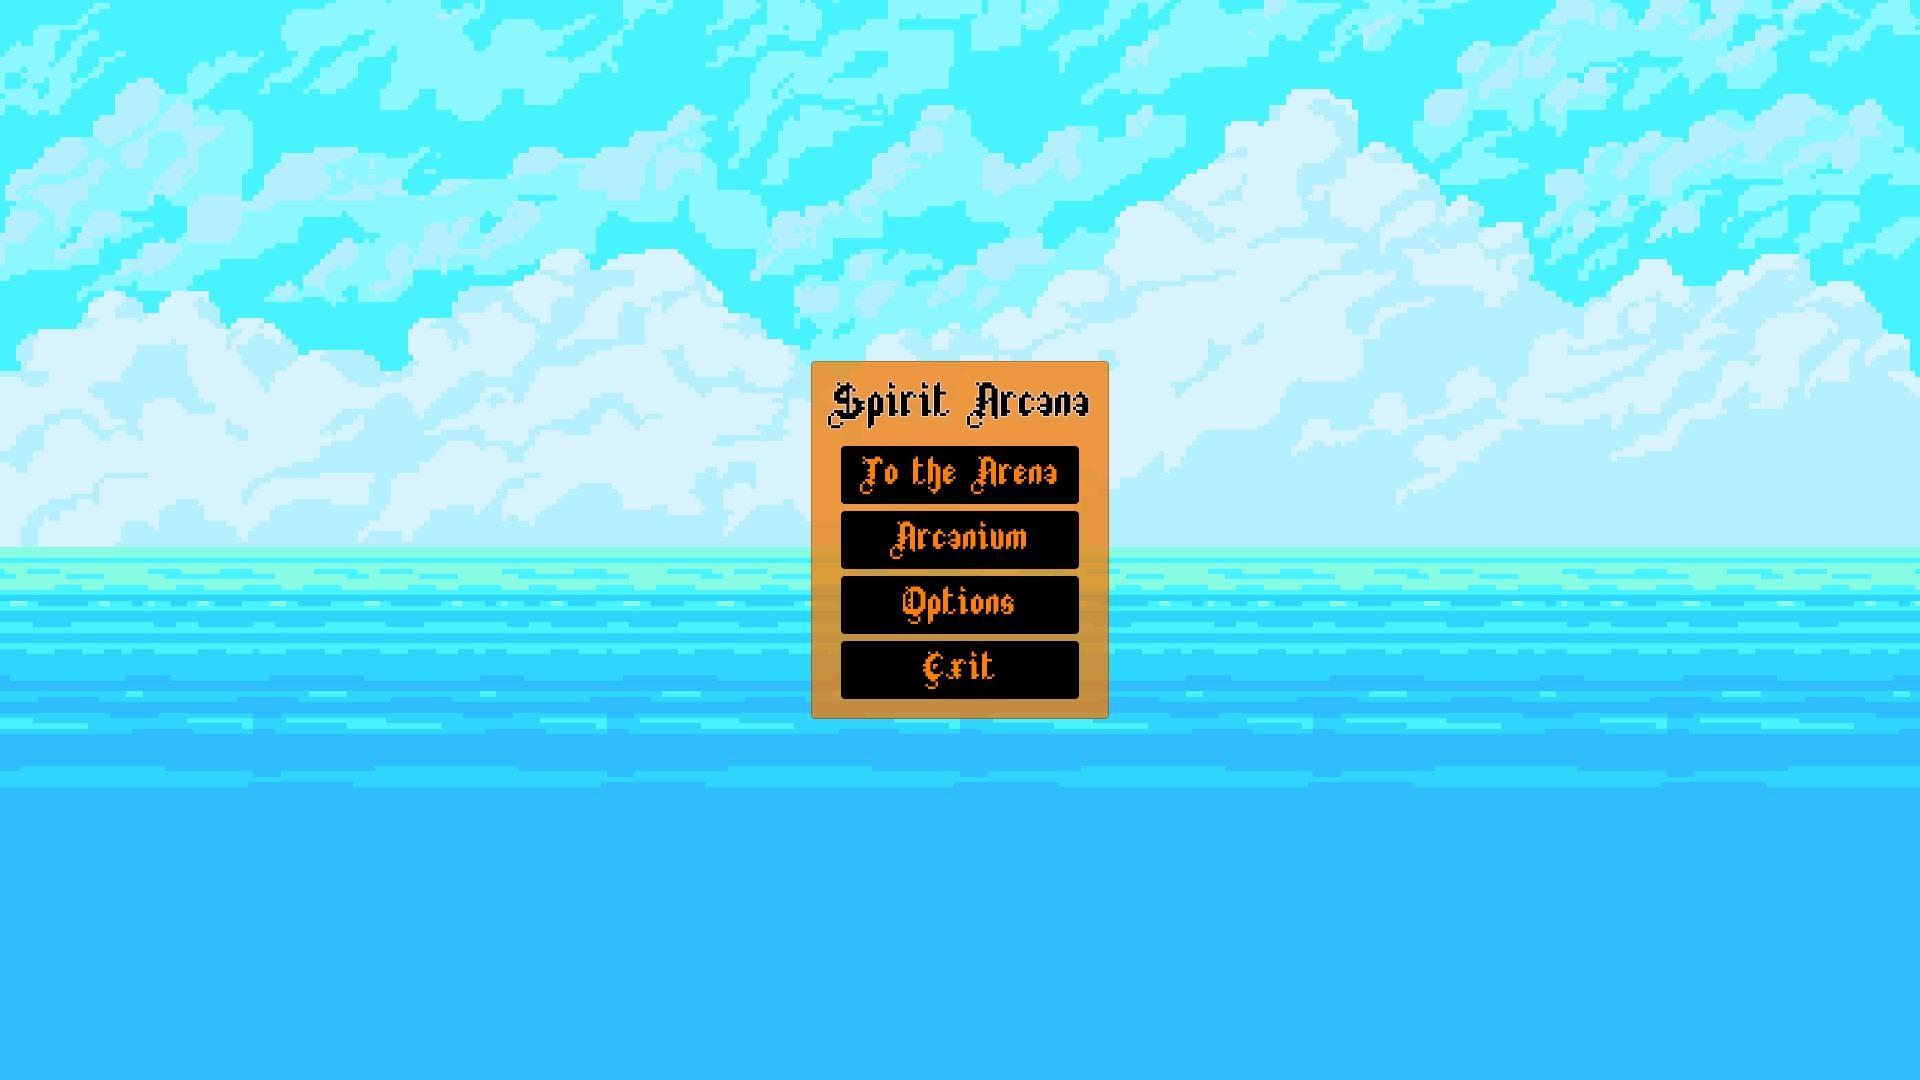 Spirit Arcana
To the Arena
Arcanium
Options
Exit